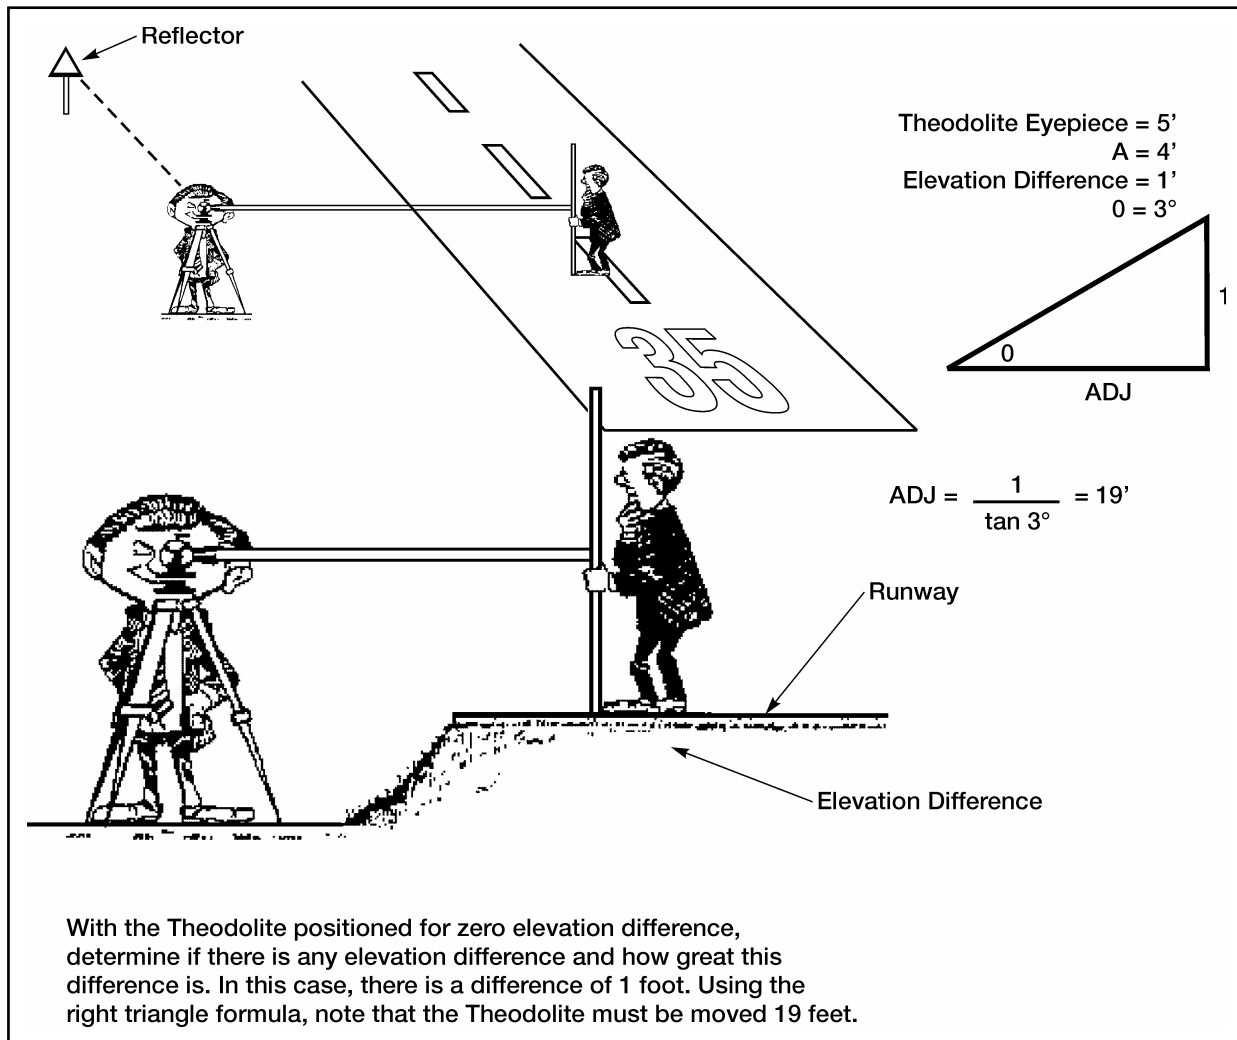 Reflector
Theodolite Eyepiece = 5’
A = 4’
Elevation Difference = 1’
0 = 3°
1
0
ADJ
35
ADJ = 1 / tan 3° = 19’
Runway
Elevation Difference
With the Theodolite positioned for zero elevation difference,
determine if there is any elevation difference and how great this
difference is. In this case, there is a difference of 1 foot. Using the
right triangle formula, note that the Theodolite must be moved 19 feet.